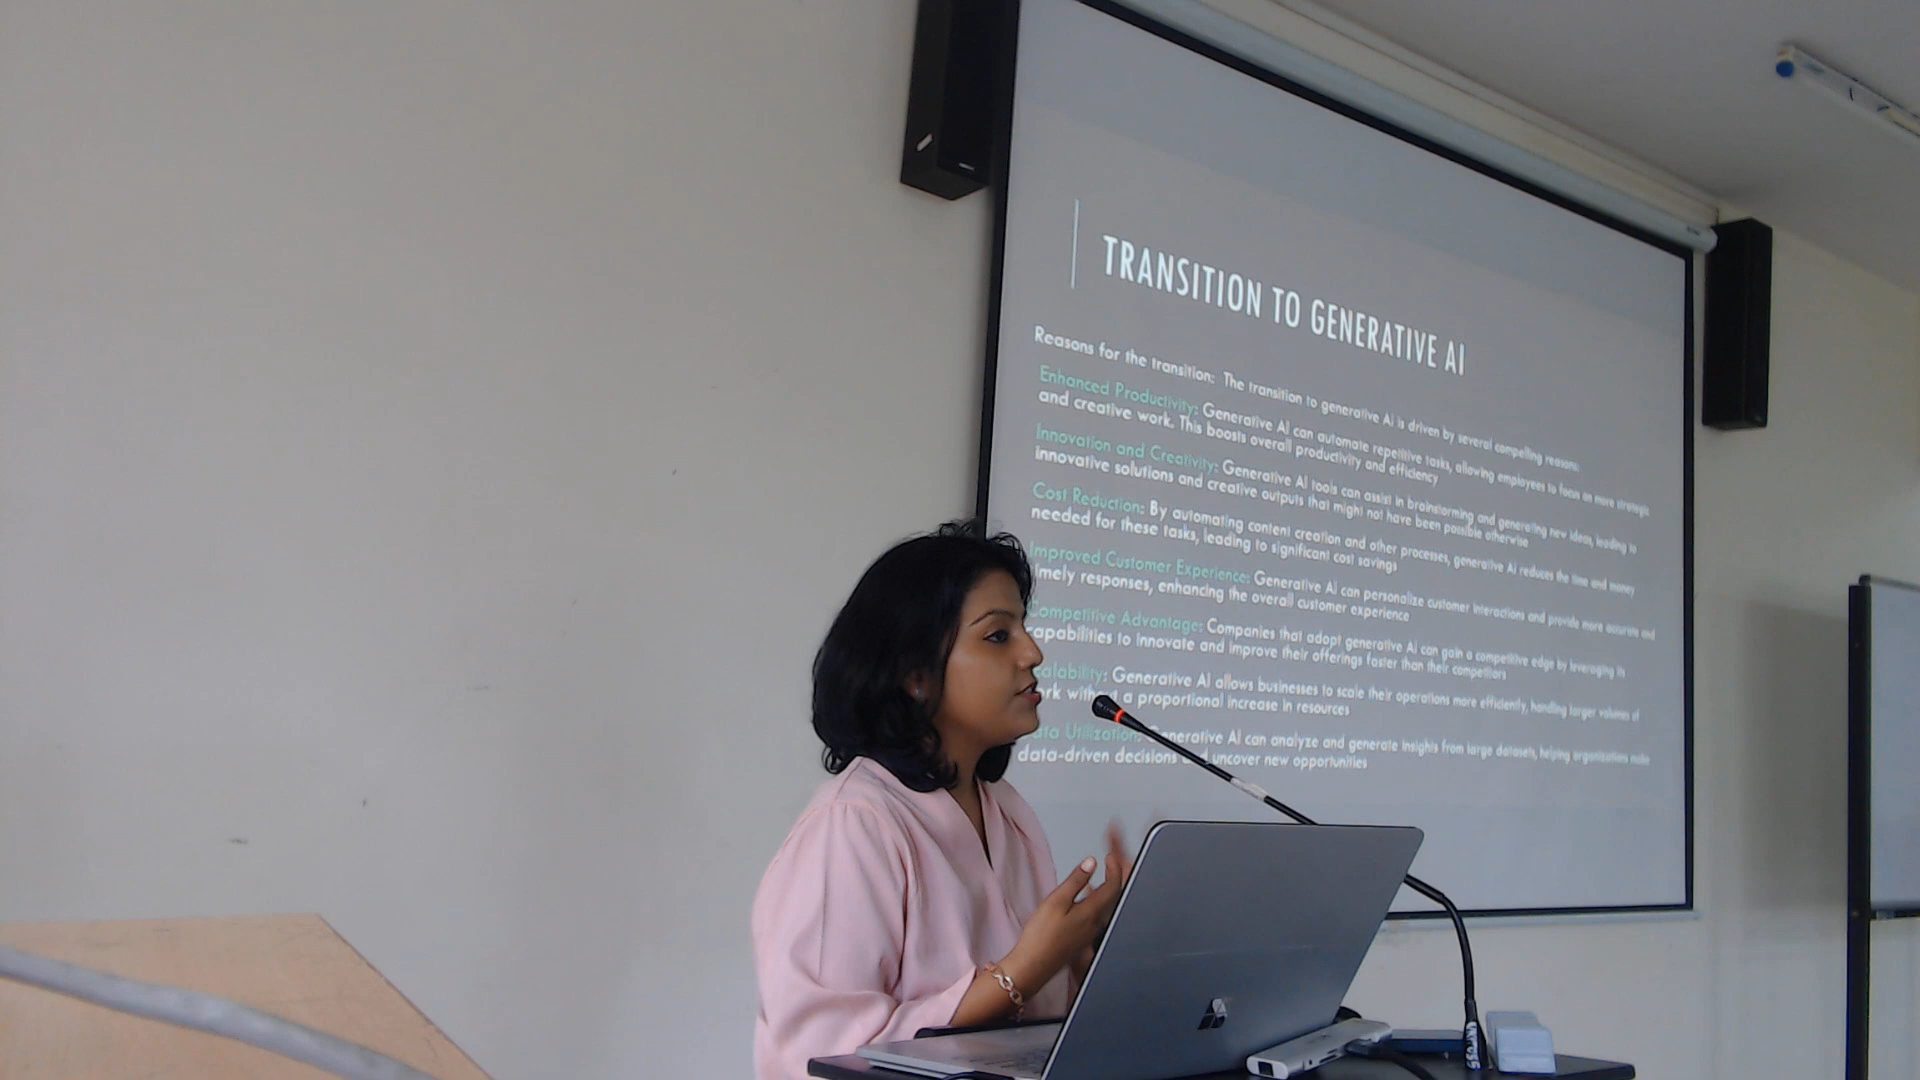 TRANSITION TO GENERATIVE AI
Reasons for the transition: The transition to generative AI is driven by several compelling reasons:
Enhanced Productivity: Generative AI can automate repetitive tasks, allowing employees to focus on more strategic
and creative work. This boosts overall productivity and efficiency
Innovation and Creativity: Generative AI tools can assist in brainstorming and generating new ideas, leading to
innovative solutions and creative outputs that might not have been possible otherwise
Cost Reduction: By automating content creation and other processes, generative AI reduces the time and money
needed for these tasks, leading to significant cost savings
Improved Customer Experience: Generative AI can personalize customer interactions and provide more accurate and
imely responses, enhancing the overall customer experience
Competitive Advantage: Companies that adopt generative AI can gain a competitive edge by leveraging its
capabilities to innovate and improve their offerings faster than their competitors
calability: Generative AI allows businesses to scale their operations more efficiently, handling larger volumes of
rk without a proportional increase in resources
ata Utilization: Generative AI can analyze and generate insights from large datasets, helping organizations make
data-driven decisions and uncover new opportunities